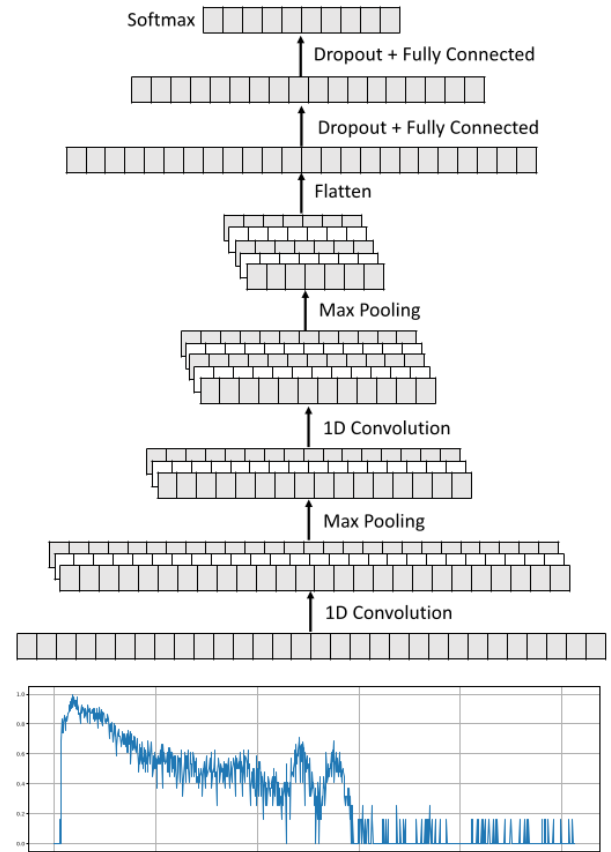 Softmax
Dropout + Fully Connected
Dropout + Fully Connected
Flatten
Max Pooling
1D Convolution
Max Pooling
1D Convolution
1.0
0.8
0.6
0.4
0.2
0.0